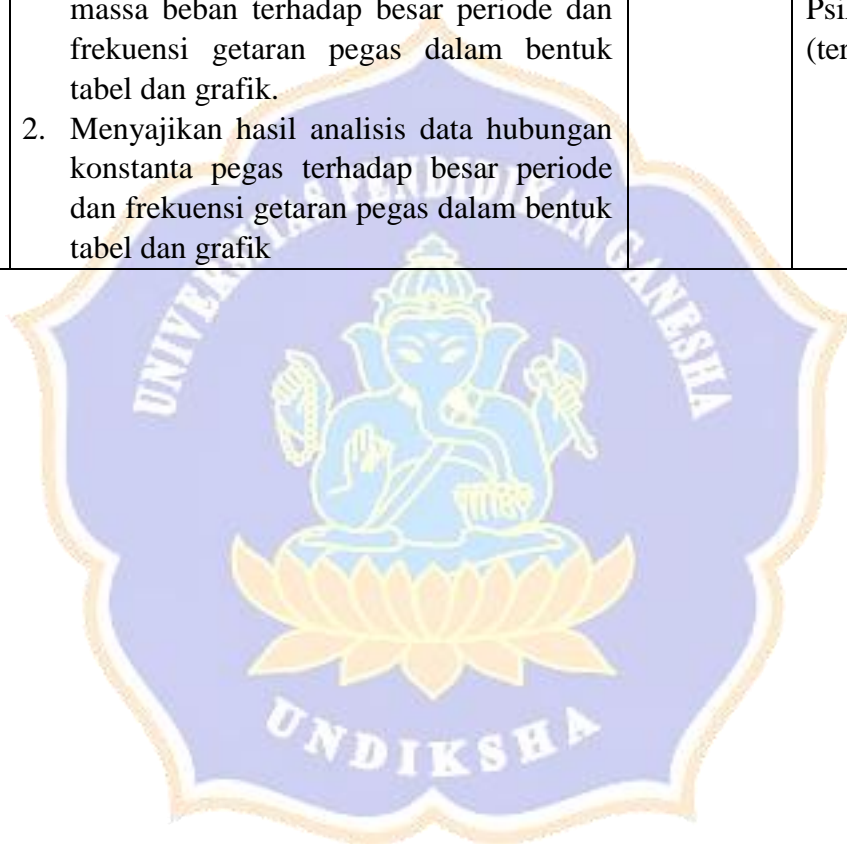 massa beban terhadap besar periode dan
frekuensi getaran pegas dalam bentuk
tabel dan grafik.
2. Menyajikan hasil analisis data hubungan
konstanta pegas terhadap besar periode
dan frekuensi getaran pegas dalam bentuk
tabel dan grafik
UNIVERSITAS PENDIDIKAN GANESHA
UNDIKSHA